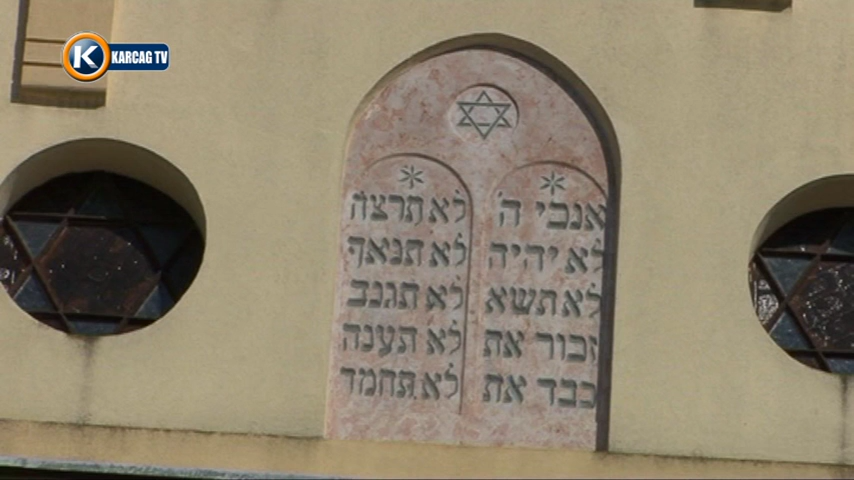 KARCAG TV
אנכי ה'
לא יהיה
לא תשא
זכור את
כבד את
לא תרצח
לא תנאף
לא תגנב
לא תענה
לא תחמד